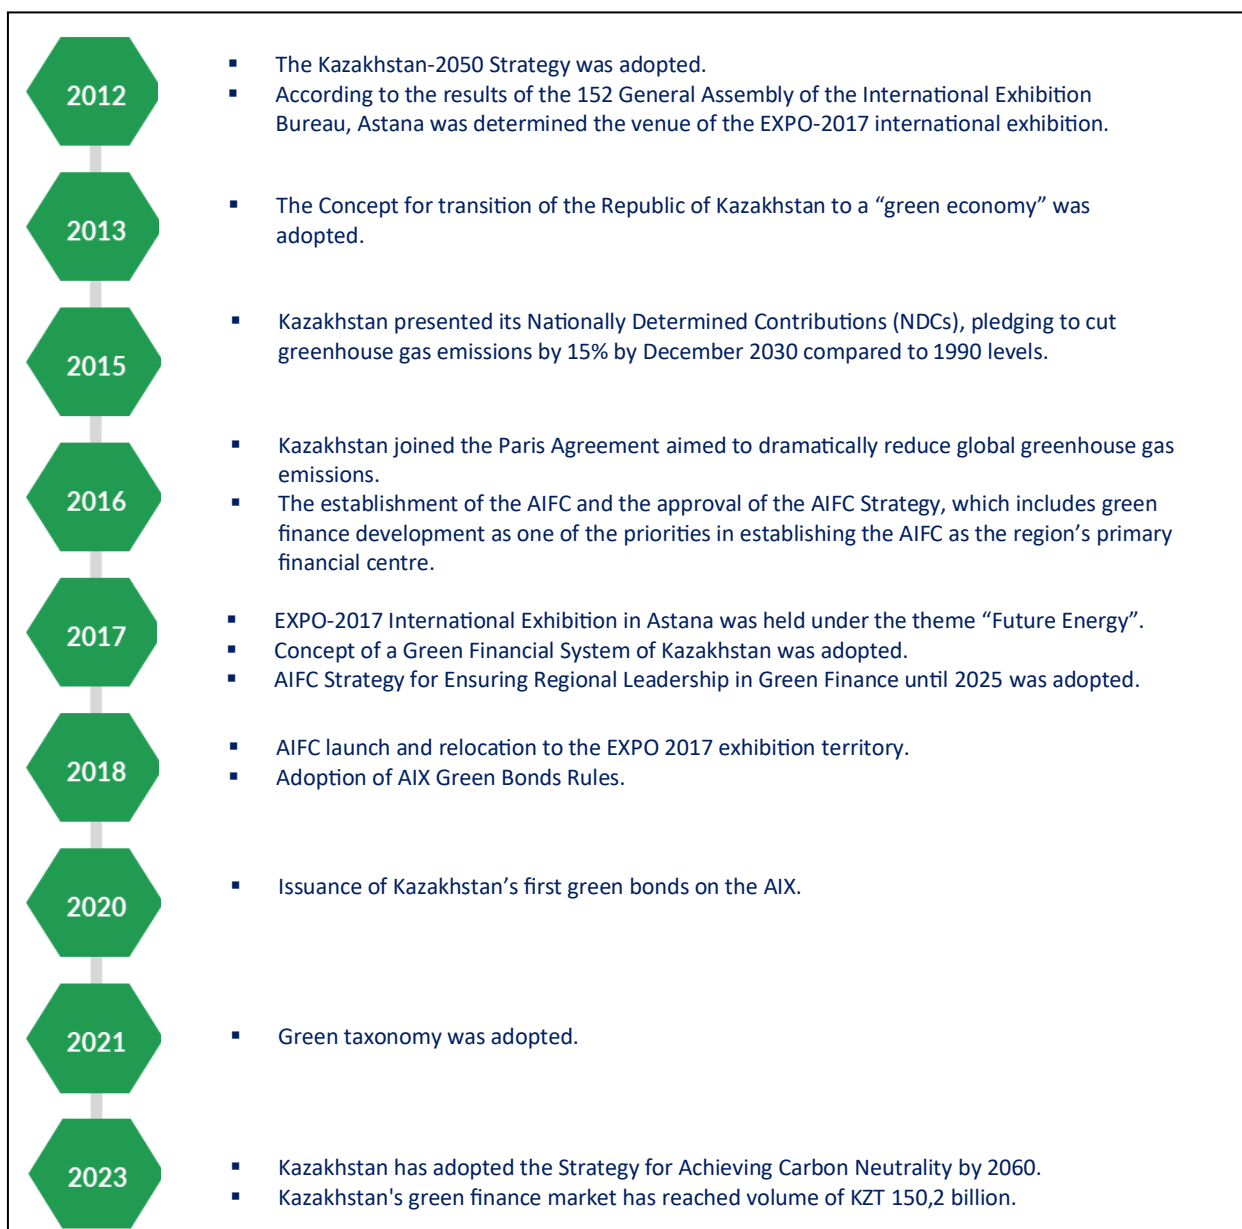 2012
▪ The Kazakhstan-2050 Strategy was adopted.
▪ According to the results of the 152 General Assembly of the International Exhibition
Bureau, Astana was determined the venue of the EXPO-2017 international exhibition.
2013
▪ The Concept for transition of the Republic of Kazakhstan to a “green economy” was
adopted.
2015
▪ Kazakhstan presented its Nationally Determined Contributions (NDCs), pledging to cut
greenhouse gas emissions by 15% by December 2030 compared to 1990 levels.
2016
▪ Kazakhstan joined the Paris Agreement aimed to dramatically reduce global greenhouse gas
emissions.
▪ The establishment of the AIFC and the approval of the AIFC Strategy, which includes green
finance development as one of the priorities in establishing the AIFC as the region’s primary
financial centre.
2017
▪ EXPO-2017 International Exhibition in Astana was held under the theme “Future Energy”.
▪ Concept of a Green Financial System of Kazakhstan was adopted.
▪ AIFC Strategy for Ensuring Regional Leadership in Green Finance until 2025 was adopted.
2018
▪ AIFC launch and relocation to the EXPO 2017 exhibition territory.
▪ Adoption of AIX Green Bonds Rules.
2020
▪ Issuance of Kazakhstan’s first green bonds on the AIX.
2021
▪ Green taxonomy was adopted.
2023
▪ Kazakhstan has adopted the Strategy for Achieving Carbon Neutrality by 2060.
▪ Kazakhstan's green finance market has reached volume of KZT 150,2 billion.